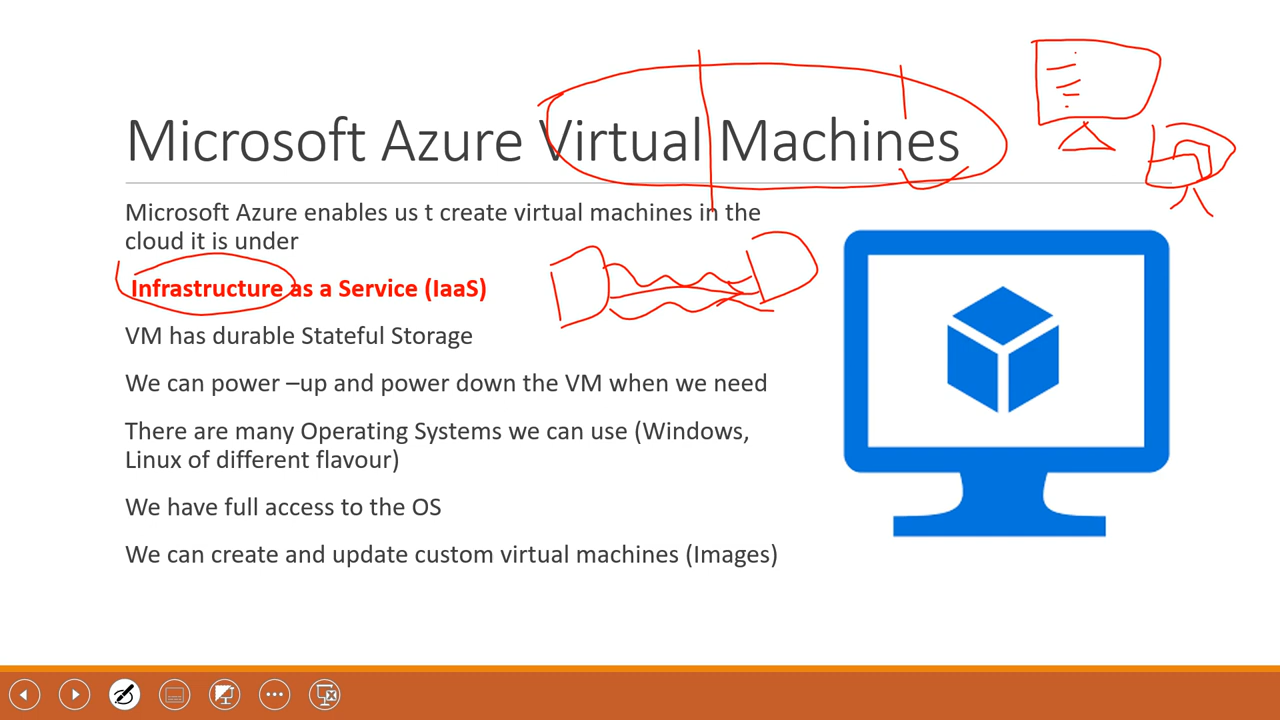 Microsoft Azure Virtual Machines
Microsoft Azure enables us t create virtual machines in the
cloud it is under
Infrastructure as a Service (IaaS)
VM has durable Stateful Storage
We can power –up and power down the VM when we need
There are many Operating Systems we can use (Windows,
Linux of different flavour)
We have full access to the OS
We can create and update custom virtual machines (Images)